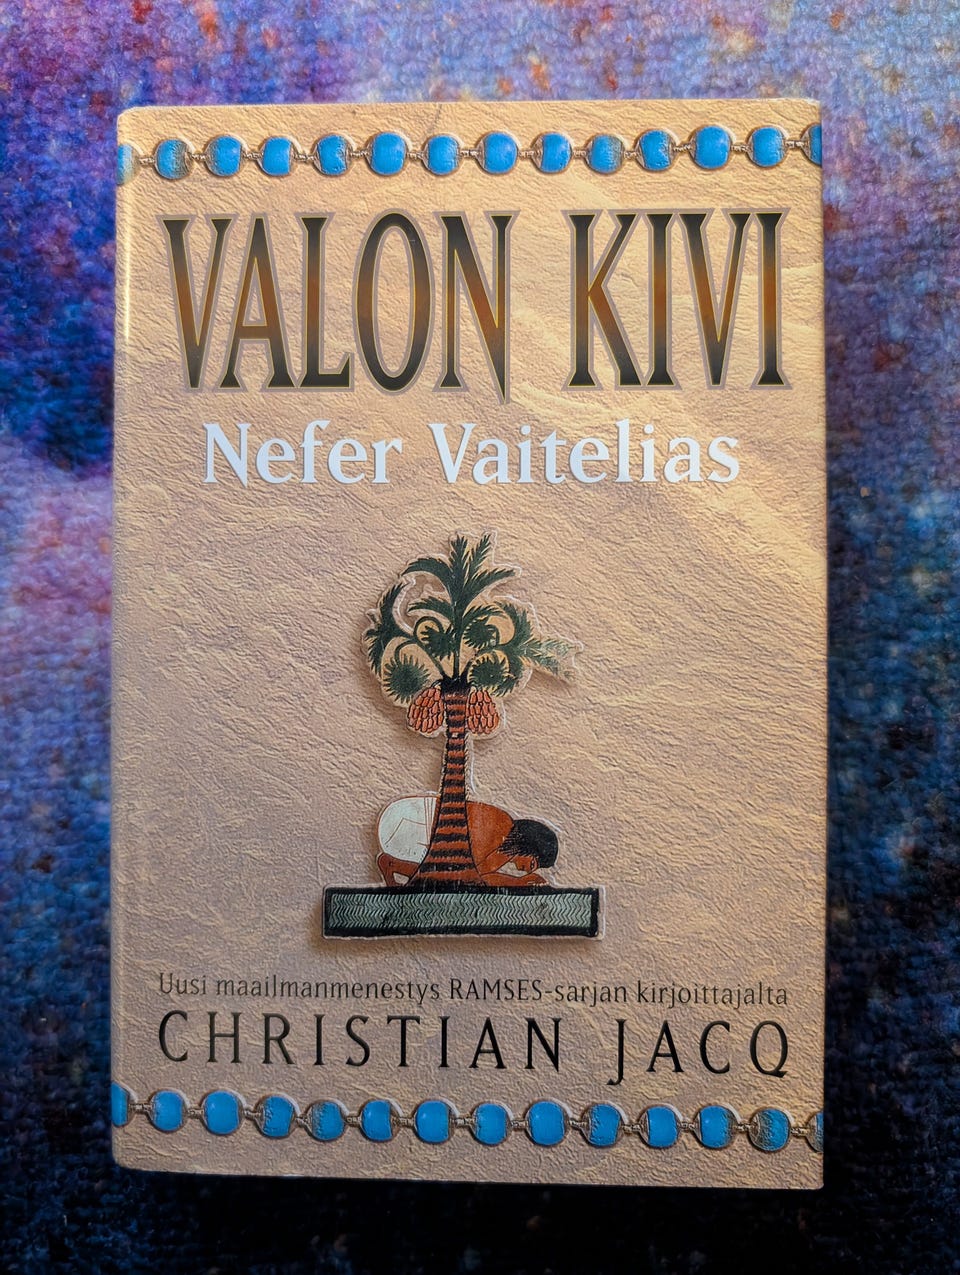 VALON KIVI
Nefer Vaitelias
Uusi maailmanmenestys RAMSES-sarjan kirjoittajalta
CHRISTIAN JACQ